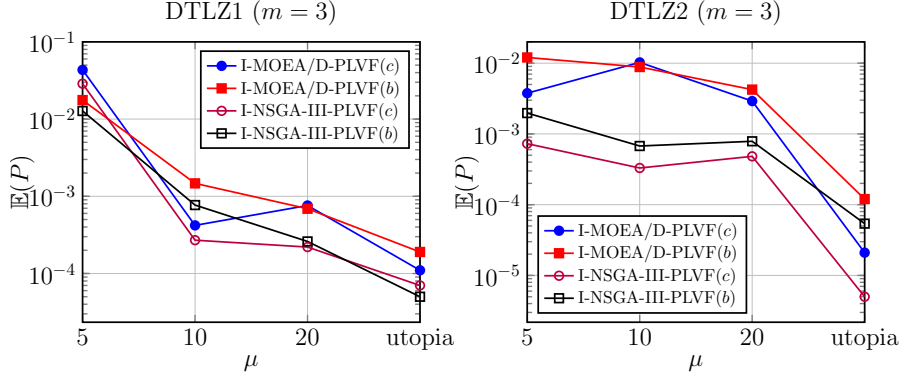 DTLZ1 (m = 3)
𝔼(P)
10⁻¹
10⁻²
10⁻³
10⁻⁴
I-MOEA/D-PLVF(c)
I-MOEA/D-PLVF(b)
I-NSGA-III-PLVF(c)
I-NSGA-III-PLVF(b)
5 10 20 utopia
μ
DTLZ2 (m = 3)
𝔼(P)
10⁻²
10⁻³
10⁻⁴
10⁻⁵
I-MOEA/D-PLVF(c)
I-MOEA/D-PLVF(b)
I-NSGA-III-PLVF(c)
I-NSGA-III-PLVF(b)
5 10 20 utopia
μ